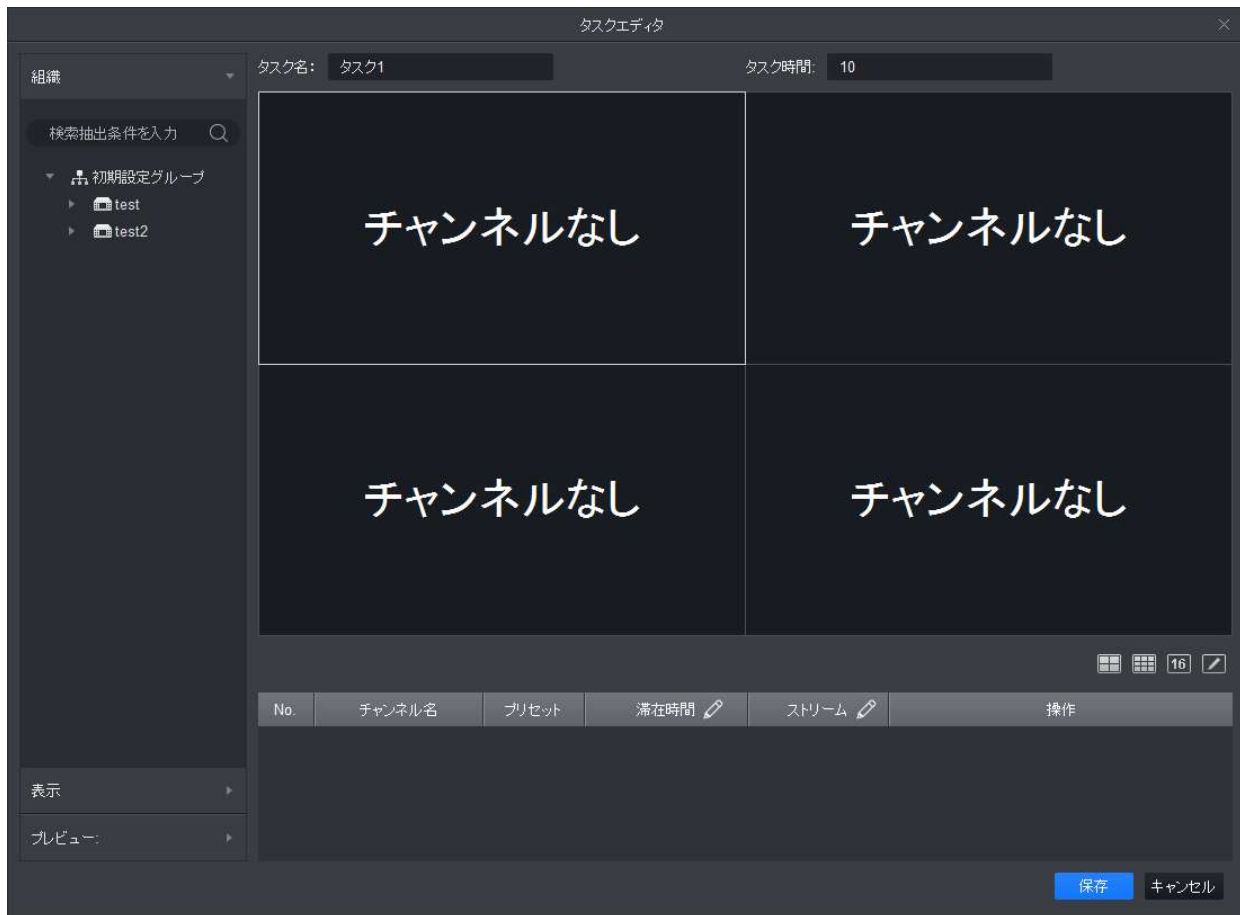 タスクエディタ
組織
タスク名: タスク1
タスク時間: 10
検索抽出条件を入力
初期設定グループ
test
test2
チャンネルなし
チャンネルなし
チャンネルなし
チャンネルなし
16
No. チャンネル名 プリセット 滞在時間 ストリーム 操作
表示
プレビュー:
保存 キャンセル